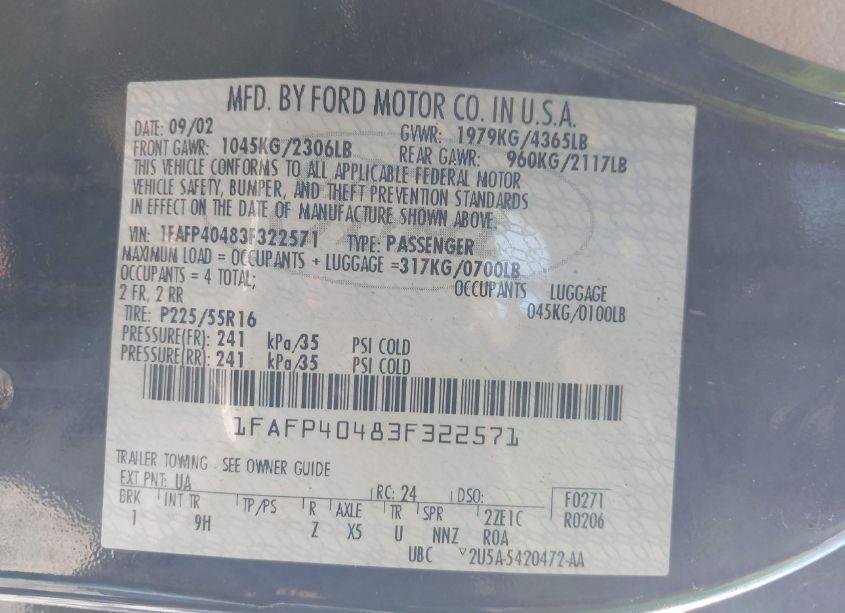 MFD. BY FORD MOTOR CO. IN U.S.A.
DATE: 09/02 GVWR: 1979KG/4365LB
FRONT GAWR: 1045KG/2306LB REAR GAWR: 960KG/2117LB
THIS VEHICLE CONFORMS TO ALL APPLICABLE FEDERAL MOTOR
VEHICLE SAFETY, BUMPER, AND THEFT PREVENTION STANDARDS
IN EFFECT ON THE DATE OF MANUFACTURE SHOWN ABOVE.
VIN: 1FAFP40483F322571 TYPE: PASSENGER
MAXIMUM LOAD = OCCUPANTS + LUGGAGE =317KG/0700LB
OCCUPANTS = 4 TOTAL; OCCUPANTS LUGGAGE
2 FR, 2 RR 045KG/0100LB
TIRE: P225/55R16
PRESSURE(FR): 241 kPa/35 PSI COLD
PRESSURE(RR): 241 kPa/35 PSI COLD
1FAFP40483F322571
TRAILER TOWING - SEE OWNER GUIDE
EXT PNT: UA RC: 24 DSO: F0271
BRK INT TR TP/PS R AXLE TR SPR 2ZE1C R0206
1 9H Z X5 U NNZ ROA
UBC ▽2U5A-5420472-AA